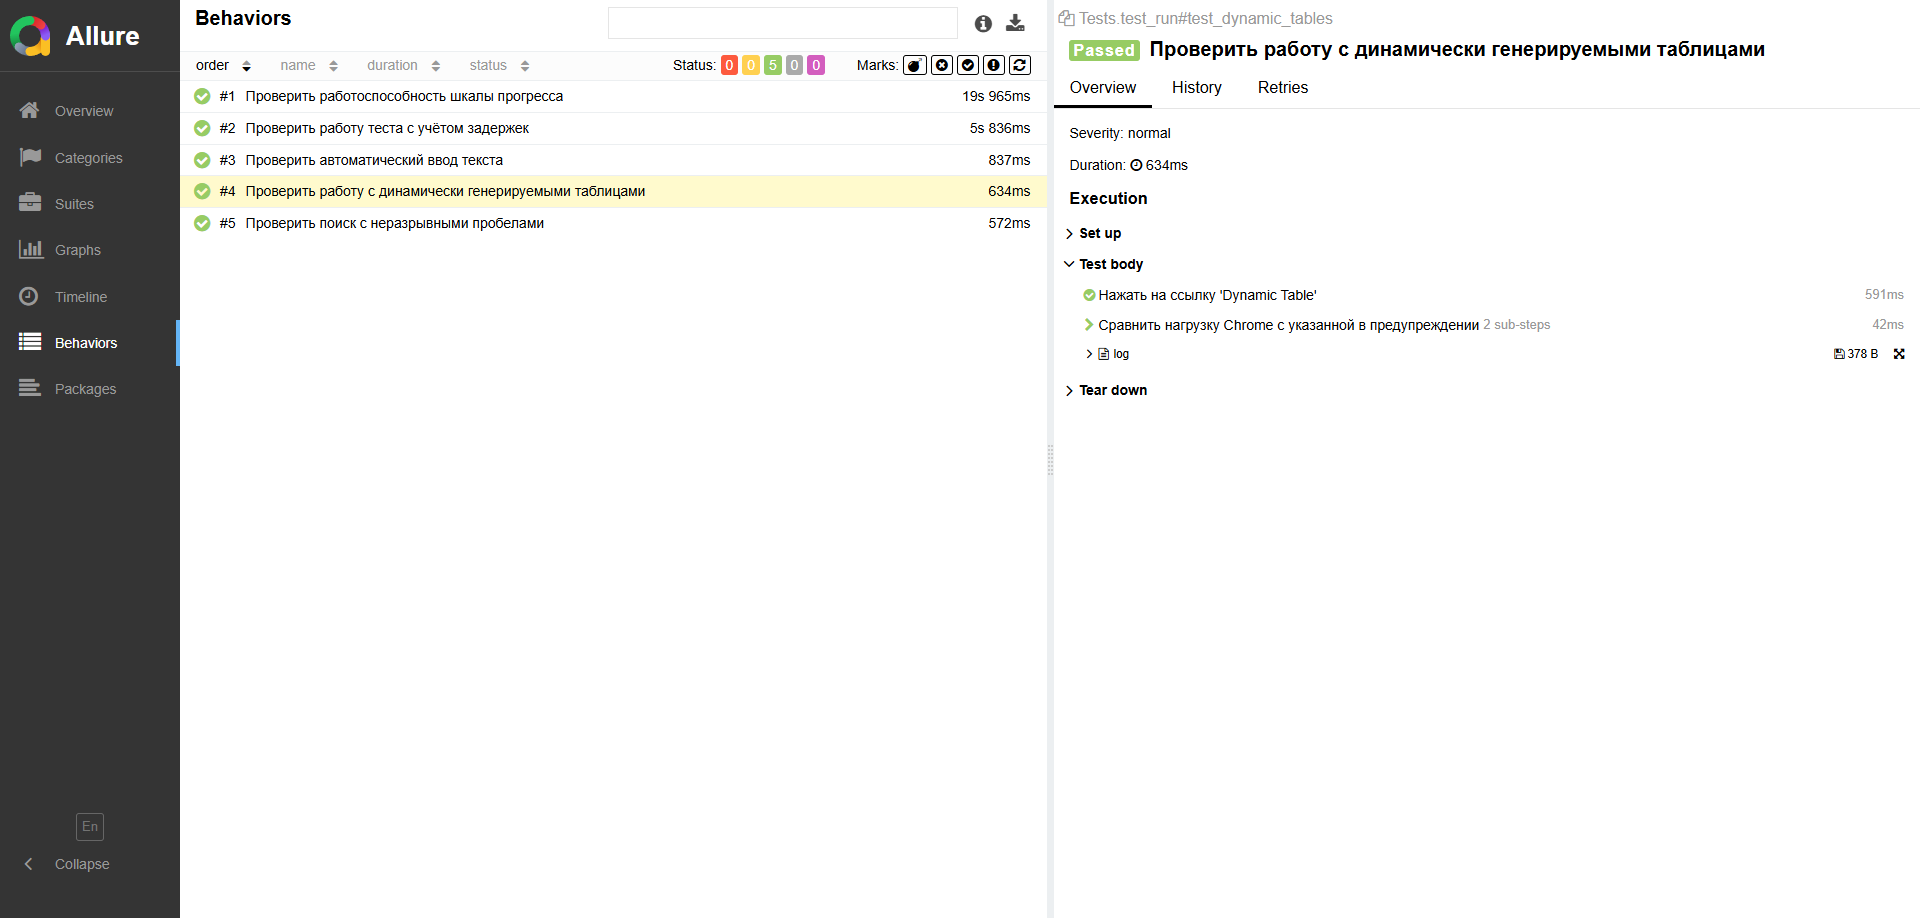 Allure
Overview
Categories
Suites
Graphs
Timeline
Behaviors
Packages
En
Collapse
Behaviors
order name duration status Status: 0 0 5 0 0 Marks:
#1 Проверить работоспособность шкалы прогресса 19s 965ms
#2 Проверить работу теста с учётом задержек 5s 836ms
#3 Проверить автоматический ввод текста 837ms
#4 Проверить работу с динамически генерируемыми таблицами 634ms
#5 Проверить поиск с неразрывными пробелами 572ms
Tests.test_run#test_dynamic_tables
Passed Проверить работу с динамически генерируемыми таблицами
Overview History Retries
Severity: normal
Duration: 634ms
Execution
Set up
Test body
Нажать на ссылку 'Dynamic Table' 591ms
Сравнить нагрузку Chrome с указанной в предупреждении 2 sub-steps 42ms
log 378 B
Tear down